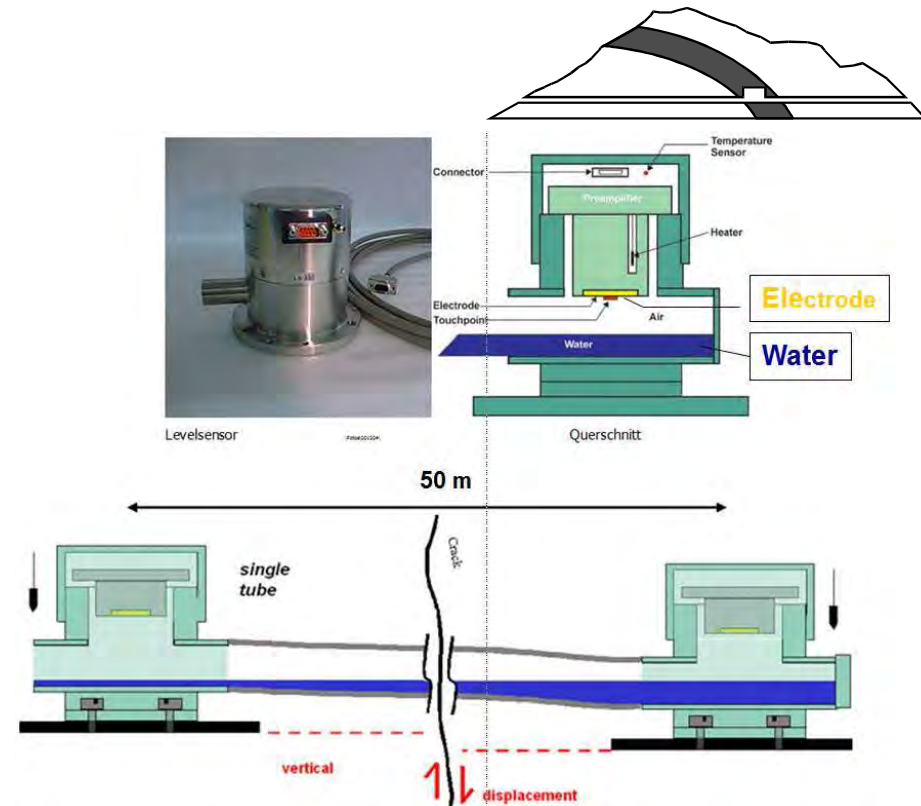 Temperature
Sensor
Connector
Preamplifier
Heater
Electrode
Touchpoint
Air
Water
Electrode
Water
Levelsensor
Querschnitt
50 m
Crack
single
tube
vertical
displacement